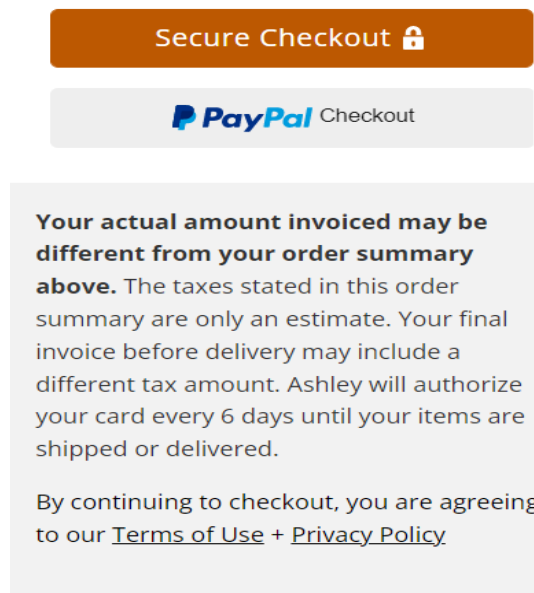 Secure Checkout
PayPal Checkout
Your actual amount invoiced may be
different from your order summary
above. The taxes stated in this order
summary are only an estimate. Your final
invoice before delivery may include a
different tax amount. Ashley will authorize
your card every 6 days until your items are
shipped or delivered.
By continuing to checkout, you are agreeing
to our Terms of Use + Privacy Policy